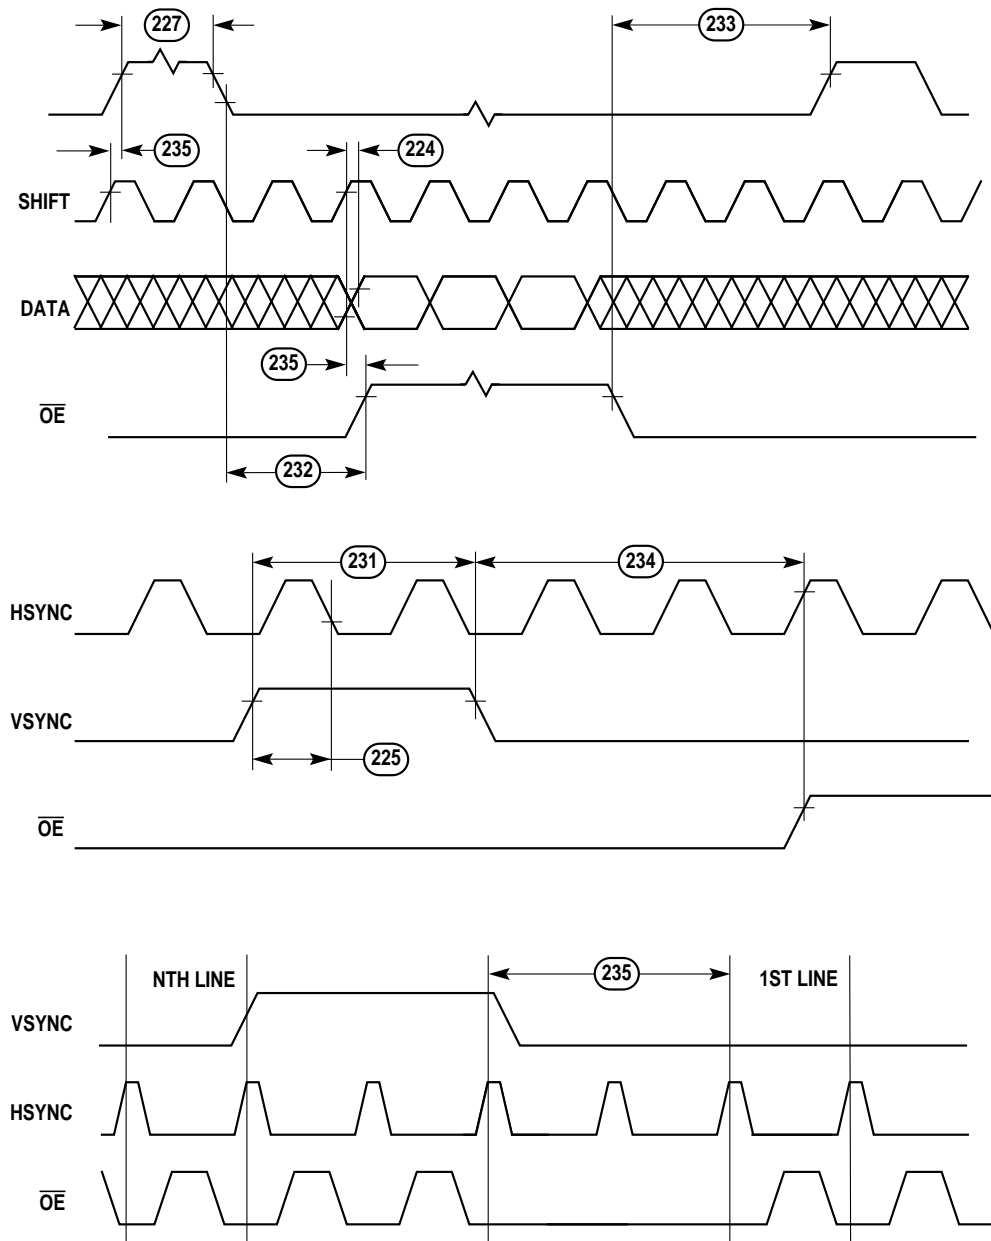 227 233
235 224
SHIFT
DATA
235
OE
232
231 234
HSYNC
VSYNC
225
OE
NTH LINE 235 1ST LINE
VSYNC
HSYNC
OE